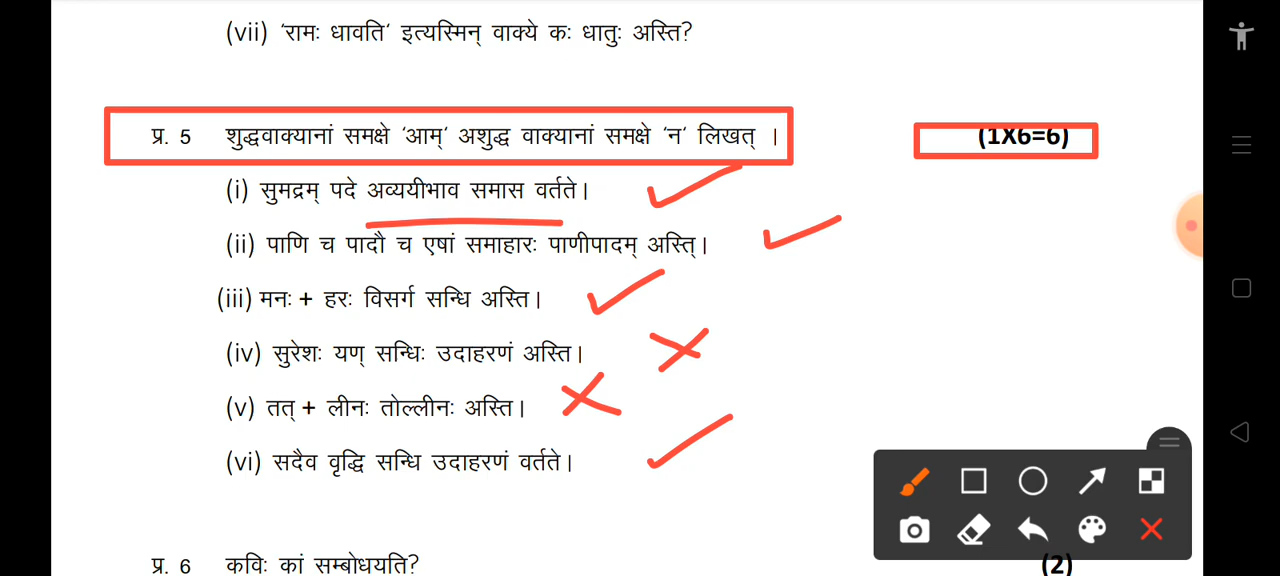 (vii) 'रामः धावति' इत्यस्मिन् वाक्ये कः धातुः अस्ति?
प्र. 5 शुद्धवाक्यानां समक्षे 'आम्' अशुद्ध वाक्यानां समक्षे 'न' लिखत् । (1X6=6)
(i) सुमद्रम् पदे अव्ययीभाव समास वर्तते।
(ii) पाणि च पादौ च एषां समाहारः पाणीपादम् अस्ति्।
(iii) मनः + हरः विसर्ग सन्धि अस्ति।
(iv) सुरेशः यण् सन्धिः उदाहरणं अस्ति।
(v) तत् + लीनः तोल्लीनः अस्ति।
(vi) सदैव वृद्धि सन्धि उदाहरणं वर्तते।
प्र. 6 कविः कां सम्बोधयति? (2)